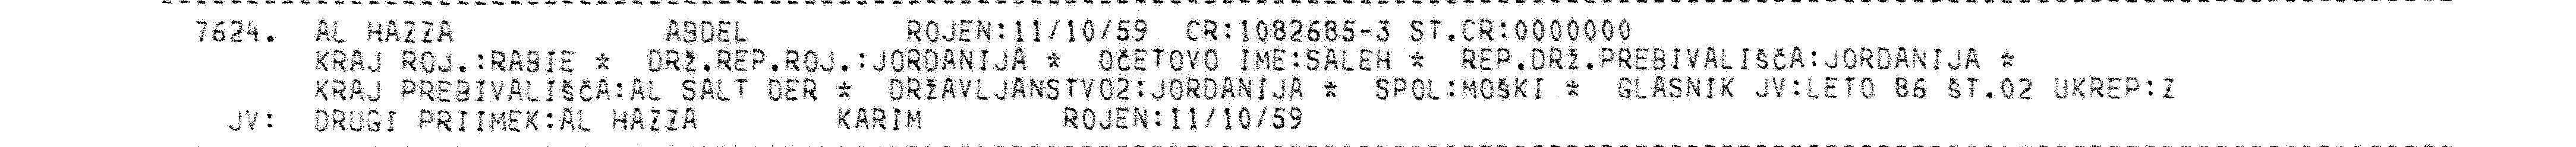 7624. AL HAZZA ABDEL ROJEN:11/10/59 CR:1082685-3 ST.CR:0000000
KRAJ ROJ.:RABIE * DRŽ.REP.ROJ.:JORDANIJA * OČETOVO IME:SALEH * REP.DRŽ.PREBIVALIŠČA:JORDANIJA *
KRAJ PREBIVALIŠČA:AL SALT DER * DRŽAVLJANSTVO2:JORDANIJA * SPOL:MOŠKI * GLASNIK JV:LETO 86 ŠT.02 UKREP:Z
JV: DRUGI PRIIMEK:AL HAZZA KARIM ROJEN:11/10/59